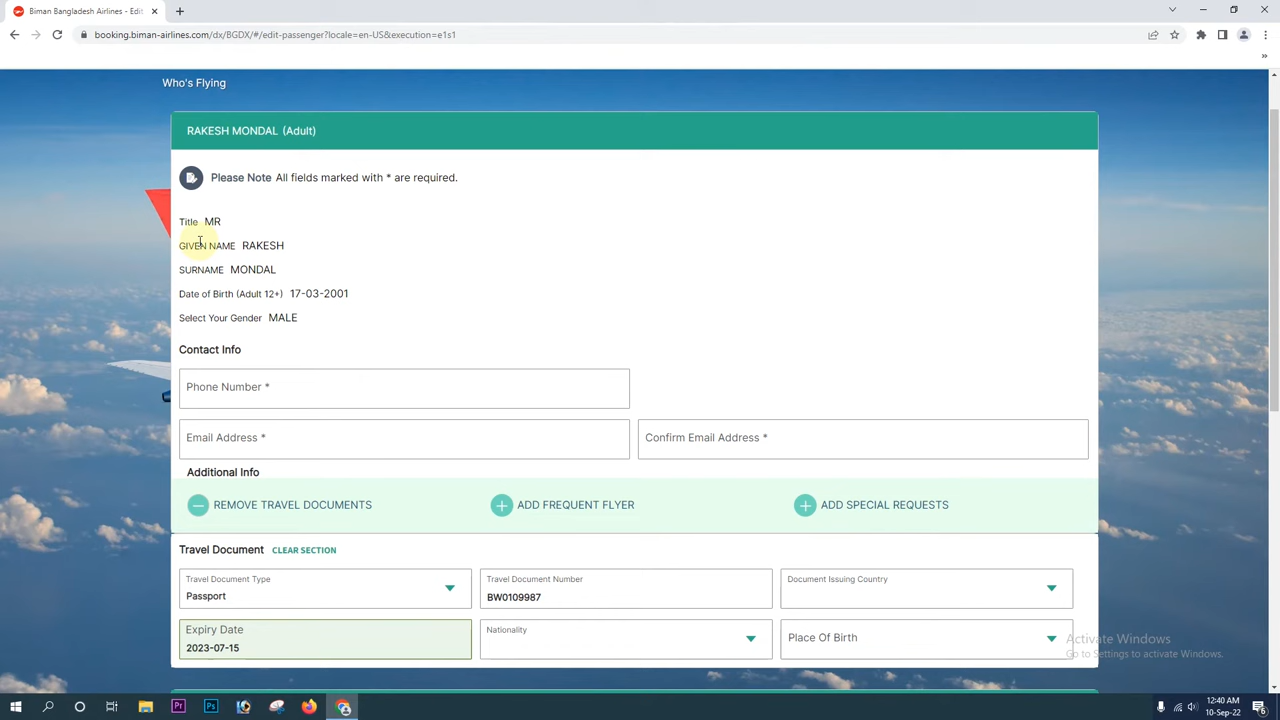 Biman Bangladesh Airlines - Edit
booking.biman-airlines.com/dx/BGDX/#/edit-passenger?locale=en-US&execution=e1s1
»
Who's Flying
RAKESH MONDAL (Adult)
Please Note All fields marked with * are required.
Title MR
GIVEN NAME RAKESH
SURNAME MONDAL
Date of Birth (Adult 12+) 17-03-2001
Select Your Gender MALE
Contact Info
Phone Number *
Email Address * Confirm Email Address *
Additional Info
REMOVE TRAVEL DOCUMENTS ADD FREQUENT FLYER ADD SPECIAL REQUESTS
Travel Document CLEAR SECTION
Travel Document Type Travel Document Number Document Issuing Country
Passport BW0109987
Expiry Date Nationality Place Of Birth
2023-07-15
Activate Windows
Go to Settings to activate Windows.
Pr Ps 12:40 AM
10-Sep-22 6